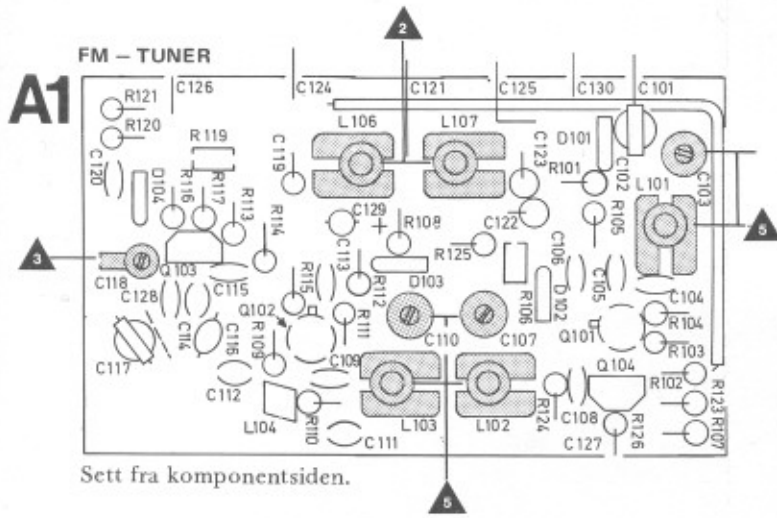 2
FM – TUNER
A1
C126 C124 C121 C125 C130 C101
R121
R120
R119
L106 L107
D101
C123
C120
C119
R101
C102
C103
D104
R116
R117
R113
R114
L101
C129
R108
C122
R105
5
3
R125
C113
C118
Q103
C115
D103
C106
C105
C104
C128
R115
R112
R106
D102
Q102
R111
C114
C116
C110 C107
Q101
R104
R109
R103
C117
C109
Q104
C112
R102
L104
R110
L103 L102
R124
C108
R123
R107
C111
C127
R126
Sett fra komponentsiden.
5